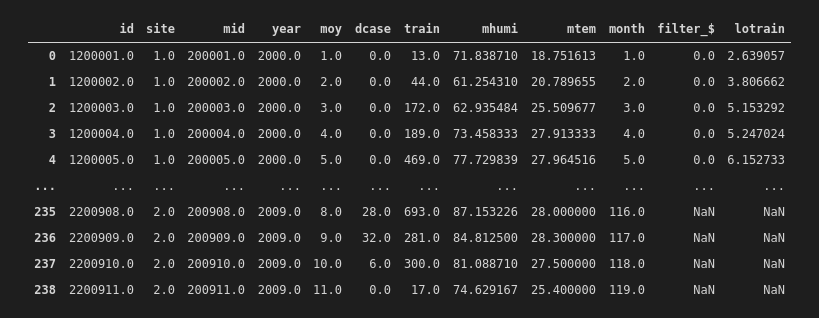 id site mid year moy dcase train mhumi mtem month filter_$ lotrain
0 1200001.0 1.0 200001.0 2000.0 1.0 0.0 13.0 71.838710 18.751613 1.0 0.0 2.639057
1 1200002.0 1.0 200002.0 2000.0 2.0 0.0 44.0 61.254310 20.789655 2.0 0.0 3.806662
2 1200003.0 1.0 200003.0 2000.0 3.0 0.0 172.0 62.935484 25.509677 3.0 0.0 5.153292
3 1200004.0 1.0 200004.0 2000.0 4.0 0.0 189.0 73.458333 27.913333 4.0 0.0 5.247024
4 1200005.0 1.0 200005.0 2000.0 5.0 0.0 469.0 77.729839 27.964516 5.0 0.0 6.152733
... ... ... ... ... ... ... ... ... ... ... ... ...
235 2200908.0 2.0 200908.0 2009.0 8.0 28.0 693.0 87.153226 28.000000 116.0 NaN NaN
236 2200909.0 2.0 200909.0 2009.0 9.0 32.0 281.0 84.812500 28.300000 117.0 NaN NaN
237 2200910.0 2.0 200910.0 2009.0 10.0 6.0 300.0 81.088710 27.500000 118.0 NaN NaN
238 2200911.0 2.0 200911.0 2009.0 11.0 0.0 17.0 74.629167 25.400000 119.0 NaN NaN